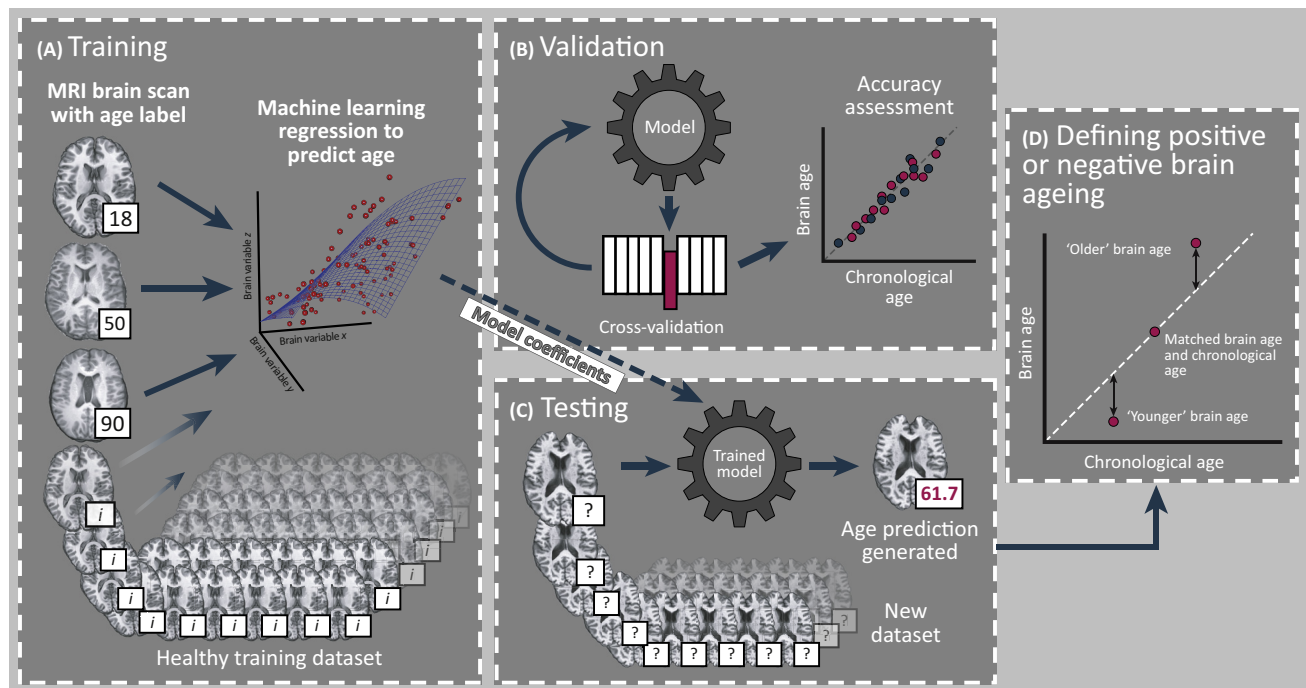 (A) Training
MRI brain scan
with age label
18
50
90
i
i
i
i
i
i
i
i
i
i
i
i
i
Healthy training dataset
Machine learning
regression to
predict age
Brain variable z
Brain variable x
Brain variable y
Model coefficients
(B) Validation
Model
Cross-validation
Accuracy
assessment
Brain age
Chronological
age
(C) Testing
?
?
?
?
?
?
?
?
?
?
?
Trained
model
61.7
Age prediction
generated
New
dataset
(D) Defining positive
or negative brain
ageing
Brain age
'Older' brain age
Matched brain age
and chronological
age
'Younger' brain age
Chronological age